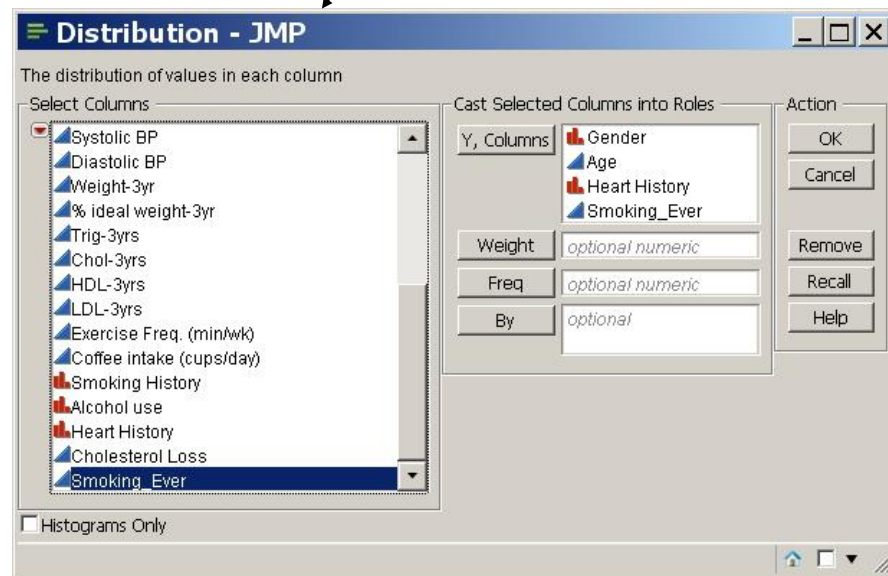 Distribution - JMP
The distribution of values in each column
Select Columns
Systolic BP
Diastolic BP
Weight-3yr
% ideal weight-3yr
Trig-3yrs
Chol-3yrs
HDL-3yrs
LDL-3yrs
Exercise Freq. (min/wk)
Coffee intake (cups/day)
Smoking History
Alcohol use
Heart History
Cholesterol Loss
Smoking_Ever
Histograms Only
Cast Selected Columns into Roles
Y, Columns
Gender
Age
Heart History
Smoking_Ever
Weight optional numeric
Freq optional numeric
By optional
Action
OK
Cancel
Remove
Recall
Help